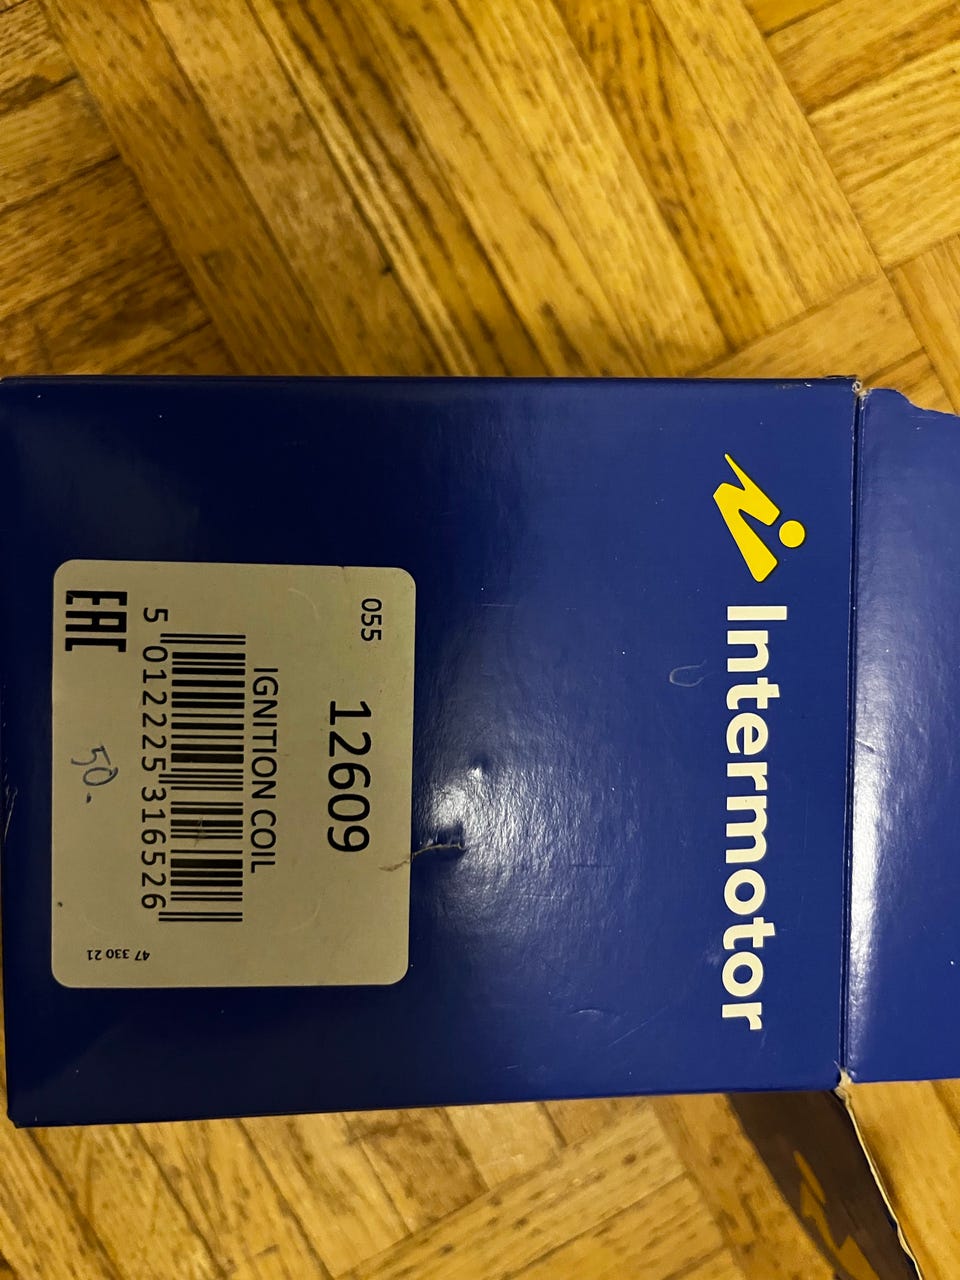 Intermotor
055
12609
IGNITION COIL
5 012225 316526
EAC
50.
47 330 21